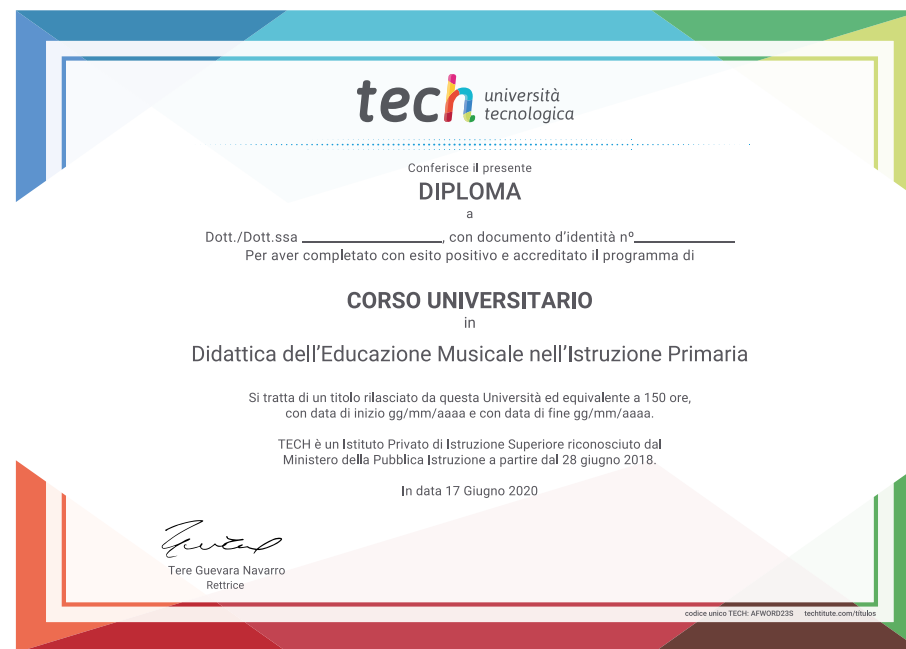 tech università
tecnologica
Conferisce il presente
DIPLOMA
a
Dott./Dott.ssa ____________________, con documento d'identità nº______________
Per aver completato con esito positivo e accreditato il programma di
CORSO UNIVERSITARIO
in
Didattica dell'Educazione Musicale nell'Istruzione Primaria
Si tratta di un titolo rilasciato da questa Università ed equivalente a 150 ore,
con data di inizio gg/mm/aaaa e con data di fine gg/mm/aaaa.
TECH è un Istituto Privato di Istruzione Superiore riconosciuto dal
Ministero della Pubblica Istruzione a partire dal 28 giugno 2018.
In data 17 Giugno 2020
Tere Guevara Navarro
Rettrice
codice unico TECH: AFWORD23S techtitute.com/títulos